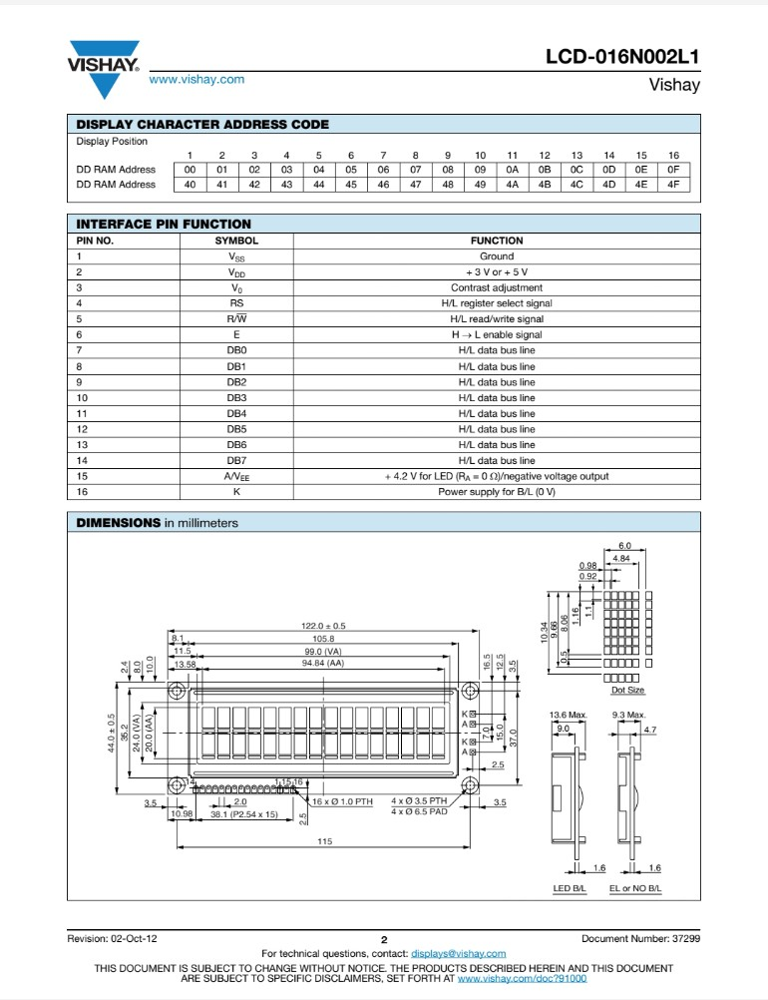 VISHAY®
www.vishay.com
LCD-016N002L1
Vishay
DISPLAY CHARACTER ADDRESS CODE
Display Position
1 2 3 4 5 6 7 8 9 10 11 12 13 14 15 16
DD RAM Address 00 01 02 03 04 05 06 07 08 09 0A 0B 0C 0D 0E 0F
DD RAM Address 40 41 42 43 44 45 46 47 48 49 4A 4B 4C 4D 4E 4F
INTERFACE PIN FUNCTION
PIN NO. SYMBOL FUNCTION
1 VSS Ground
2 VDD + 3 V or + 5 V
3 V0 Contrast adjustment
4 RS H/L register select signal
5 R/W̅ H/L read/write signal
6 E H → L enable signal
7 DB0 H/L data bus line
8 DB1 H/L data bus line
9 DB2 H/L data bus line
10 DB3 H/L data bus line
11 DB4 H/L data bus line
12 DB5 H/L data bus line
13 DB6 H/L data bus line
14 DB7 H/L data bus line
15 A/VEE + 4.2 V for LED (RA = 0 Ω)/negative voltage output
16 K Power supply for B/L (0 V)
DIMENSIONS in millimeters
6.0
4.84
0.98
0.92
10.34
9.66
8.06
1.16
1.1
0.5
Dot Size
122.0 ± 0.5
8.1 105.8
11.5 99.0 (VA)
13.58 94.84 (AA)
2.4
8.0
10.0
16.5
12.5
3.5
44.0 ± 0.5
35.2
24.0 (VA)
20.0 (AA)
K
A
K
A
7.0
15.0
37.0
2.5
14 1 15 16
3.5 2.0 16 x Ø 1.0 PTH 4 x Ø 3.5 PTH 3.5
10.98 38.1 (P2.54 x 15) 2.5 4 x Ø 6.5 PAD
115
13.6 Max. 9.3 Max.
9.0 4.7
1.6 1.6
LED B/L EL or NO B/L
Revision: 02-Oct-12 2 Document Number: 37299
For technical questions, contact: displays@vishay.com
THIS DOCUMENT IS SUBJECT TO CHANGE WITHOUT NOTICE. THE PRODUCTS DESCRIBED HEREIN AND THIS DOCUMENT
ARE SUBJECT TO SPECIFIC DISCLAIMERS, SET FORTH AT www.vishay.com/doc?91000